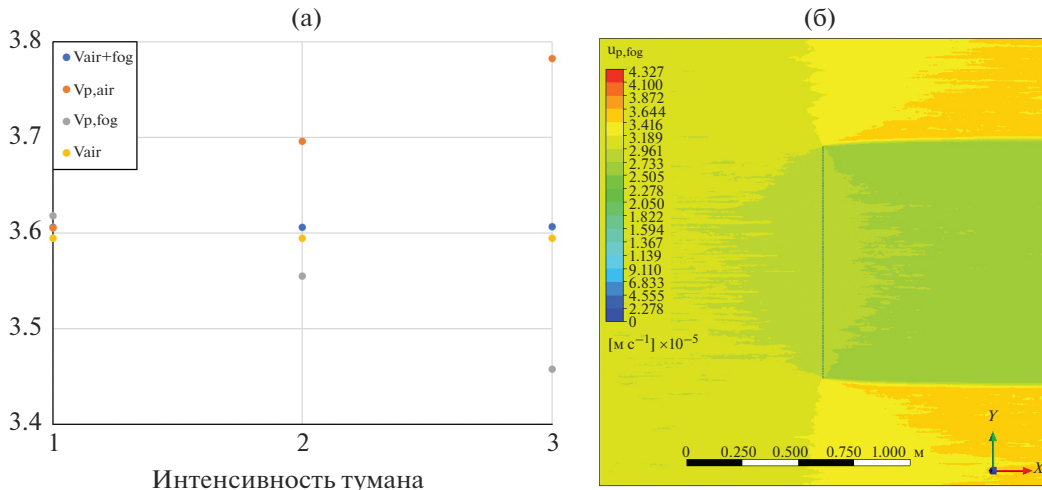 (а)
3.8
3.7
3.6
3.5
3.4
Vair+fog
Vp,air
Vp,fog
Vair
1
2
3
Интенсивность тумана
(б)
up,fog
4.327
4.100
3.872
3.644
3.416
3.189
2.961
2.733
2.505
2.278
2.050
1.822
1.594
1.367
1.139
9.110
6.833
4.555
2.278
0
[м с⁻¹] ×10⁻⁵
0 0.250 0.500 0.750 1.000 м
Y
X